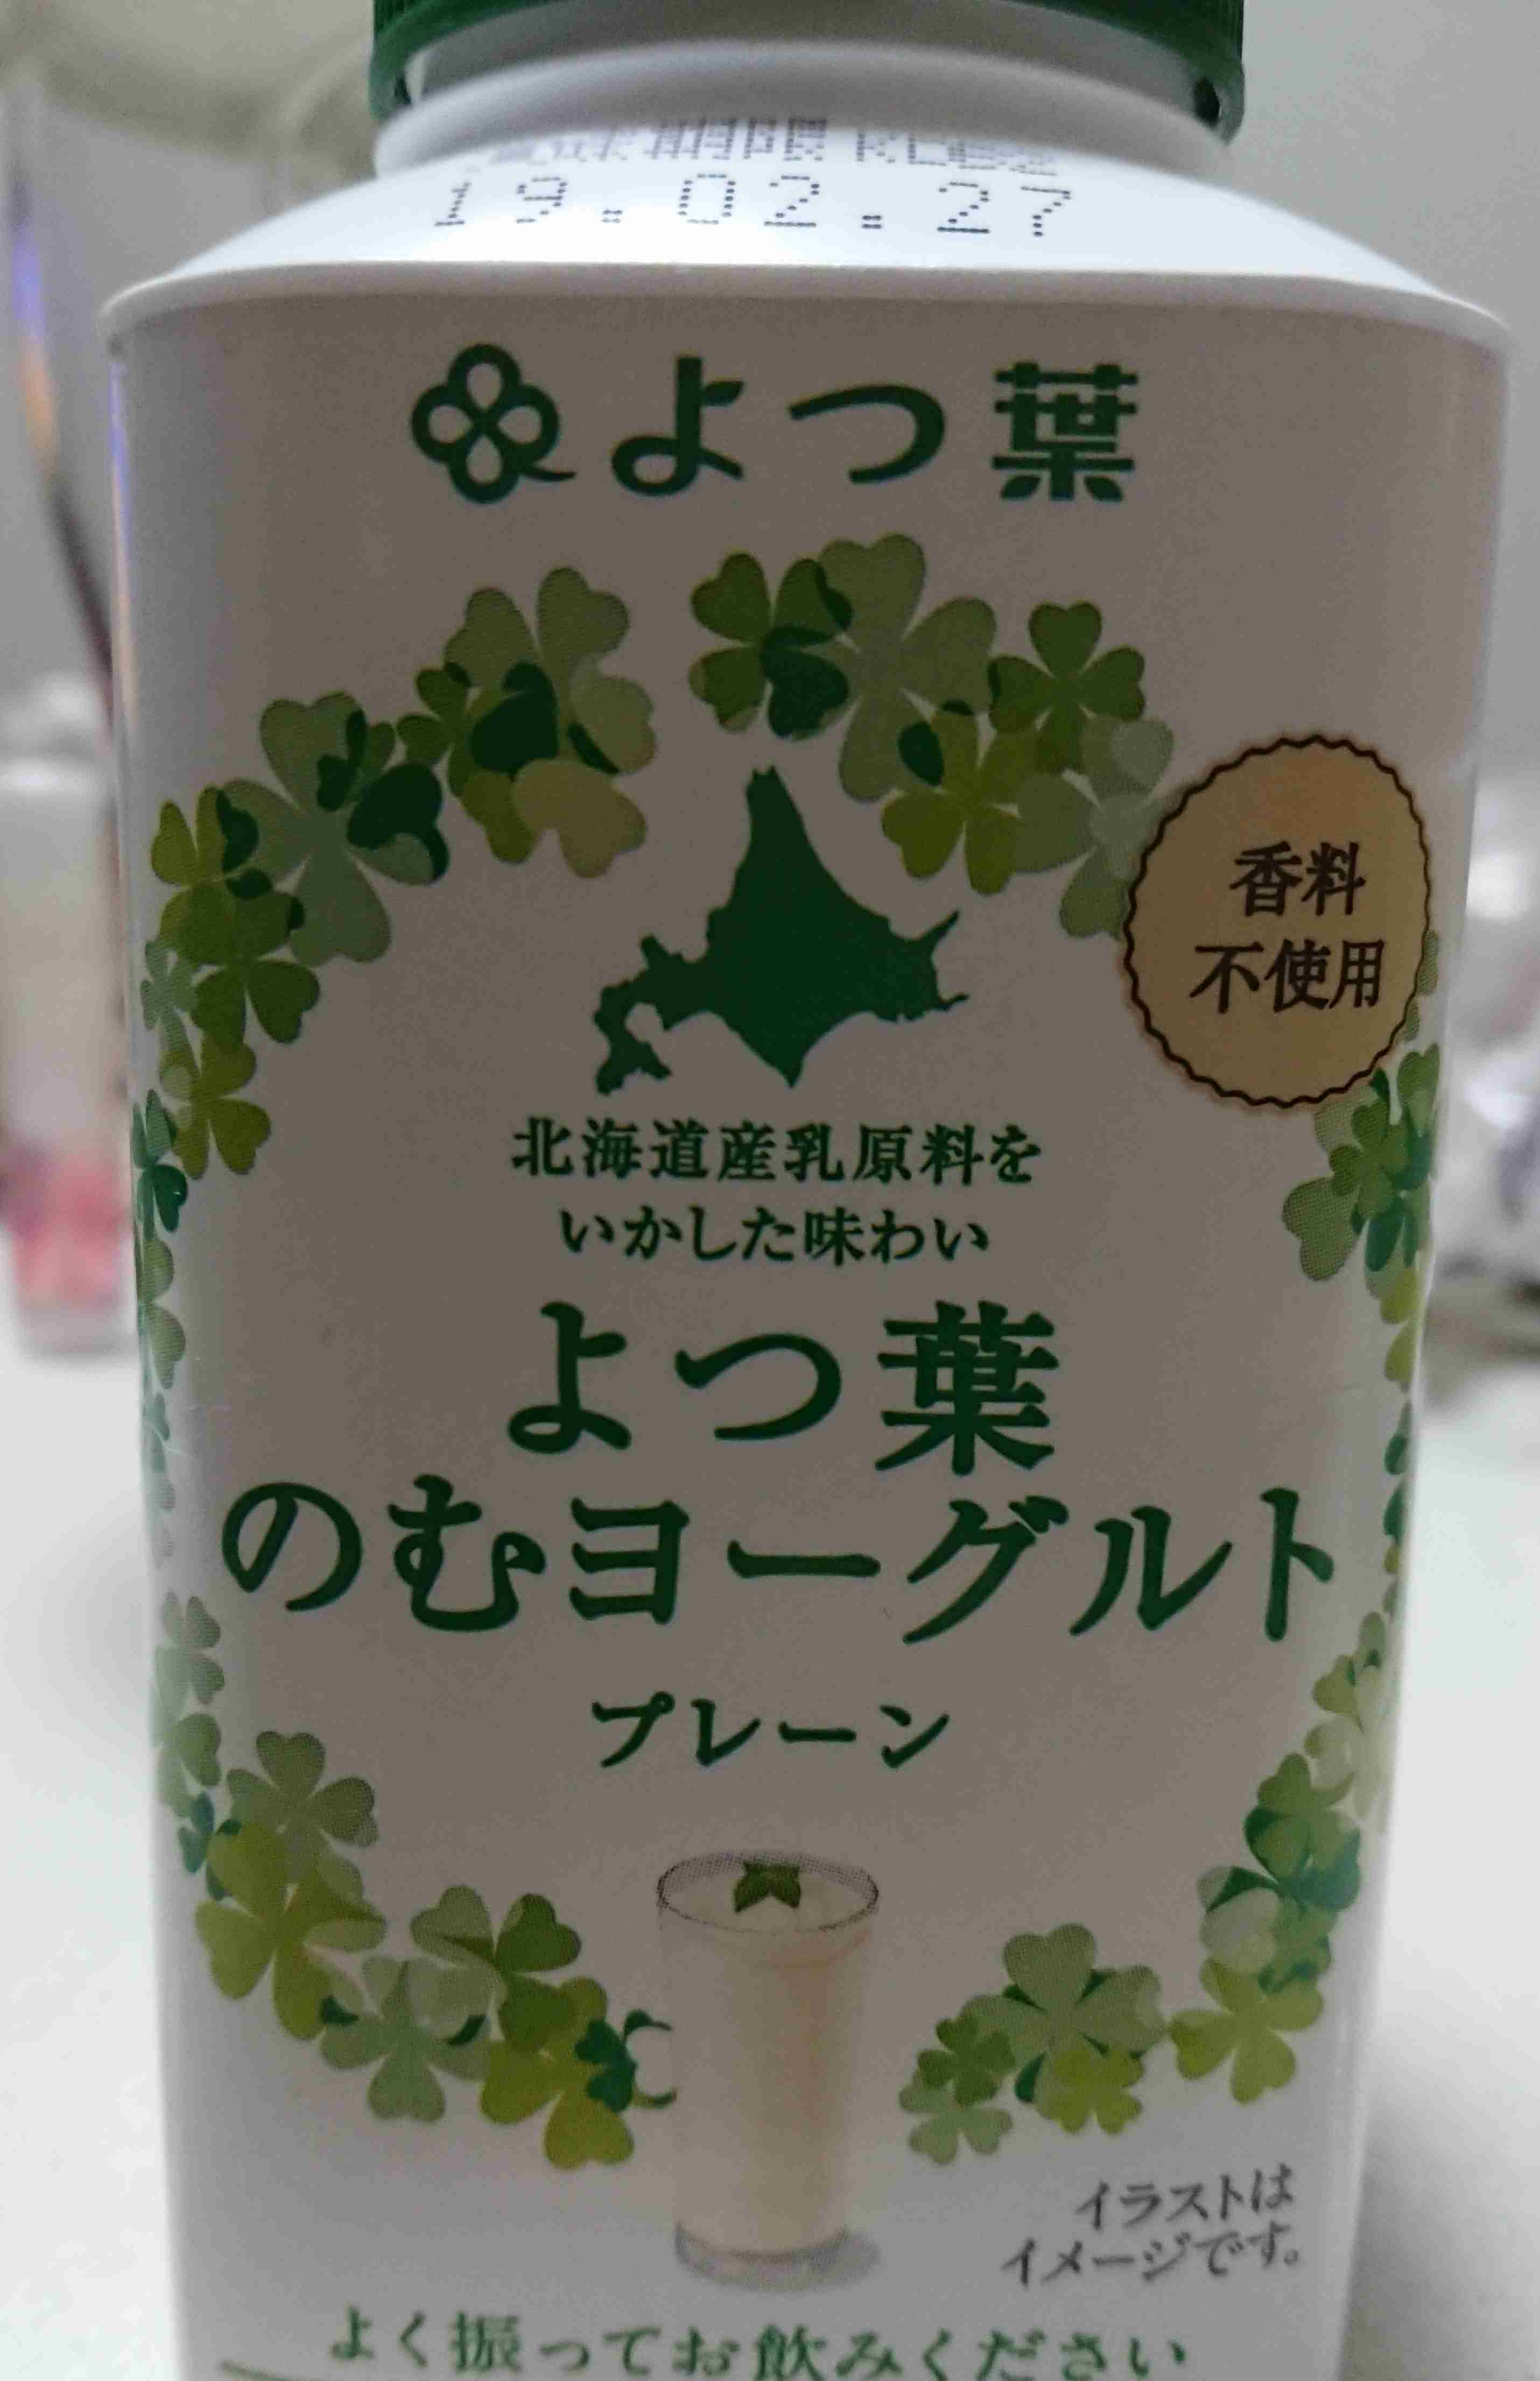 19.02.27
よつ葉
香料
不使用
北海道産乳原料を
いかした味わい
よつ葉
のむヨーグルト
プレーン
イラストは
イメージです。
よく振ってお飲みください